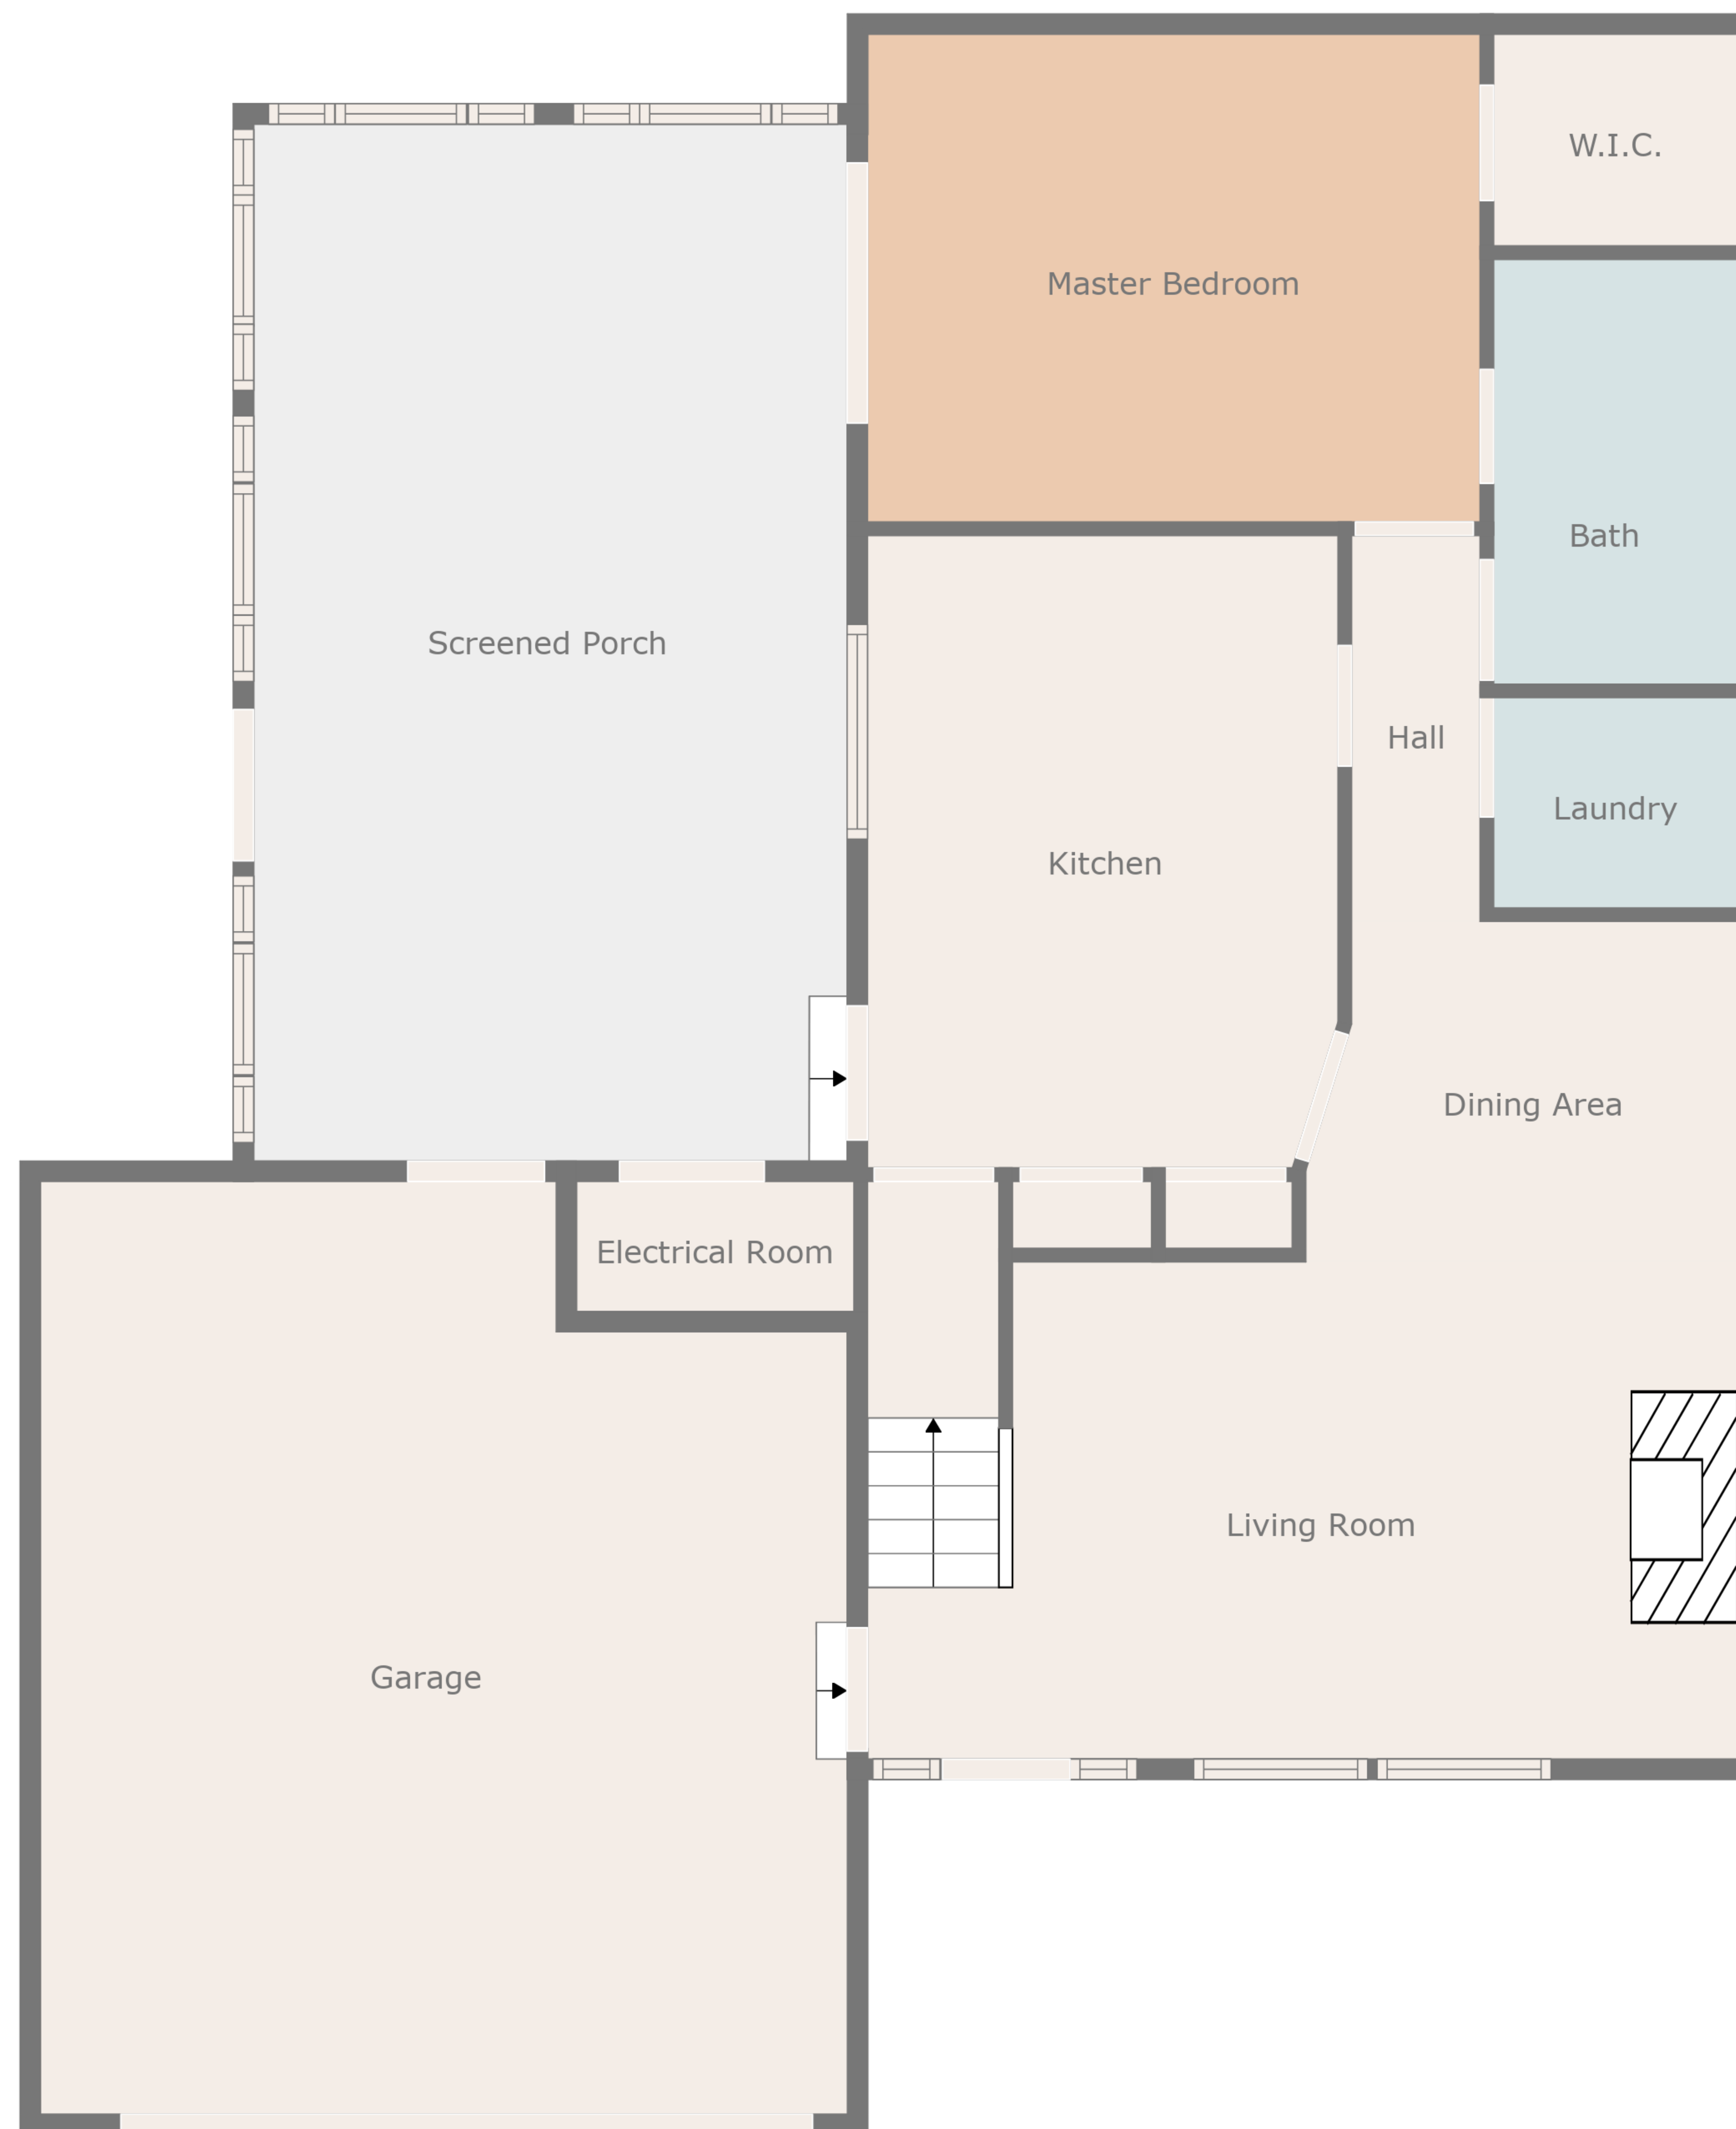 W.I.C.
Master Bedroom
Bath
Screened Porch
Hall
Laundry
Kitchen
Dining Area
Electrical Room
Living Room
Garage